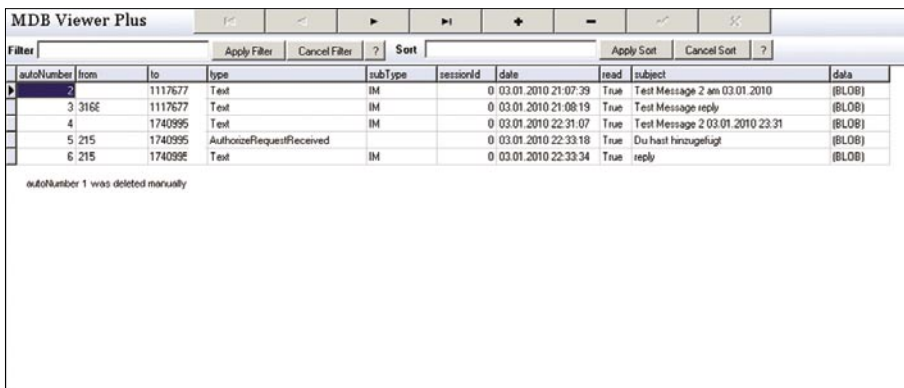 MDB Viewer Plus
Filter Apply Filter Cancel Filter ? Sort Apply Sort Cancel Sort ?
autoNumber from to type subType sessionId date read subject data
2 1117677 Text IM 0 03.01.2010 21:07:39 True Test Message 2 am 03.01.2010 (BLOB)
3 3168 1117677 Text IM 0 03.01.2010 21:08:19 True Test Message reply (BLOB)
4 1740995 Text IM 0 03.01.2010 22:31:07 True Test Message 2 03.01.2010 23:31 (BLOB)
5 215 1740995 AuthorizeRequestReceived 0 03.01.2010 22:33:18 True Du hast hinzugefügt (BLOB)
6 215 1740995 Text IM 0 03.01.2010 22:33:34 True reply (BLOB)
autoNumber 1 was deleted manually